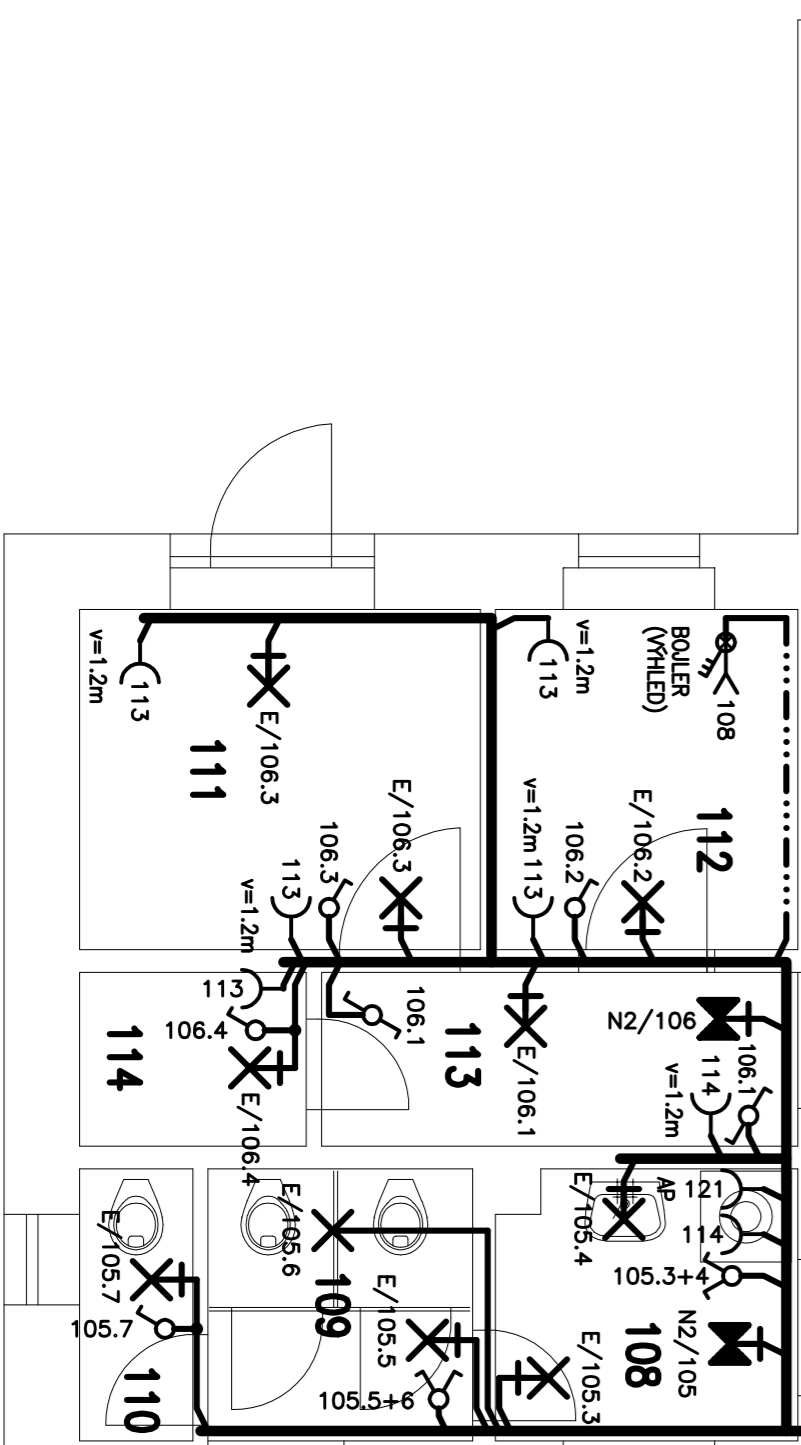 BOJLER
(VÝHLED)
108
v=1.2m
113
v=1.2m
113
E/106.3
111
112
E/106.3
106.3
113
v=1.2m
v=1.2m
113
106.2
E/106.2
113
106.4
114
E/106.4
106.1
113
E/106.1
N2/106
106.1
114
v=1.2m
AP
121
114
105.3+4
E/105.4
N2/105
108
E/105.3
E/105.6
109
E/105.5
105.5+6
E/105.7
105.7
110